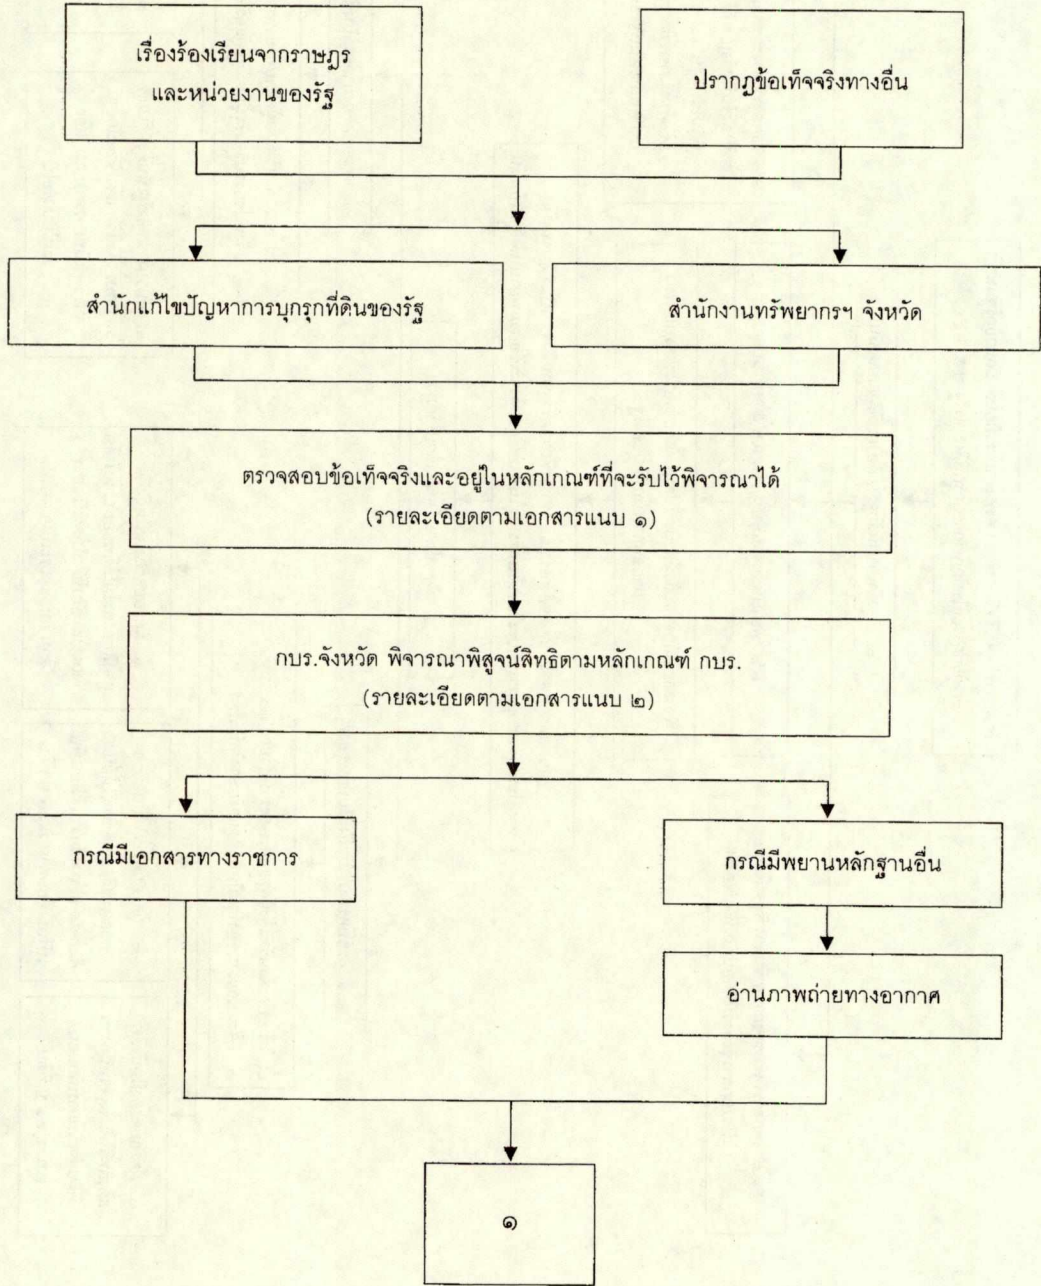 เรื่องร้องเรียนจากราษฎร
และหน่วยงานของรัฐ
ปรากฏข้อเท็จจริงทางอื่น
สำนักแก้ไขปัญหาการบุกรุกที่ดินของรัฐ
สำนักงานทรัพยากรฯ จังหวัด
ตรวจสอบข้อเท็จจริงและอยู่ในหลักเกณฑ์ที่จะรับไว้พิจารณาได้
(รายละเอียดตามเอกสารแนบ ๑)
กบร.จังหวัด พิจารณาพิสูจน์สิทธิตามหลักเกณฑ์ กบร.
(รายละเอียดตามเอกสารแนบ ๒)
กรณีมีเอกสารทางราชการ
กรณีมีพยานหลักฐานอื่น
อ่านภาพถ่ายทางอากาศ
๑